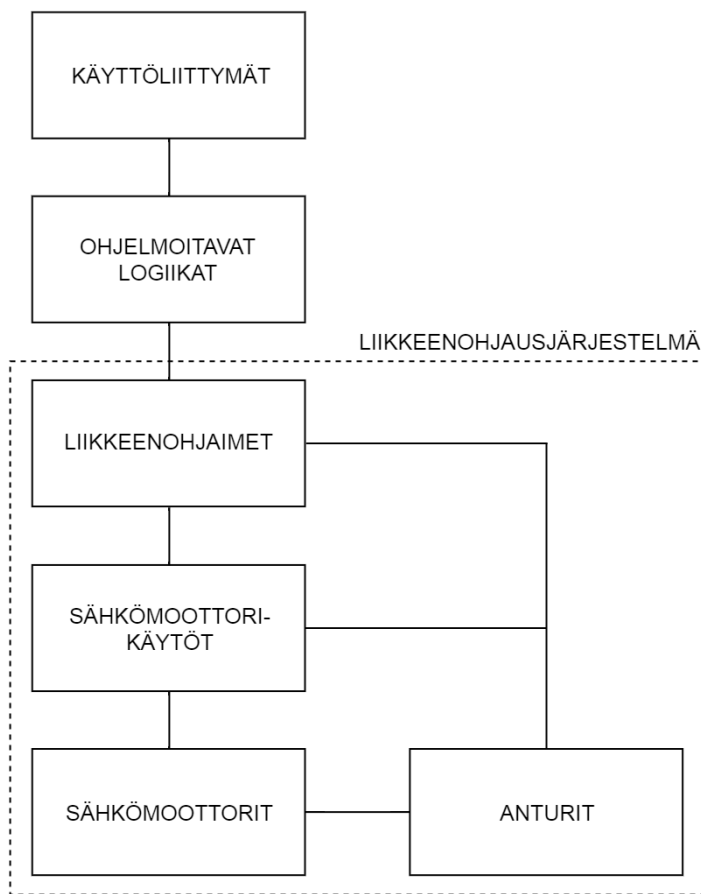 KÄYTTÖLIITTYMÄT
OHJELMOITAVAT
LOGIIKAT
LIIKKEENOHJAUSJÄRJESTELMÄ
LIIKKEENOHJAIMET
SÄHKÖMOOTTORI-
KÄYTÖT
SÄHKÖMOOTTORIT
ANTURIT